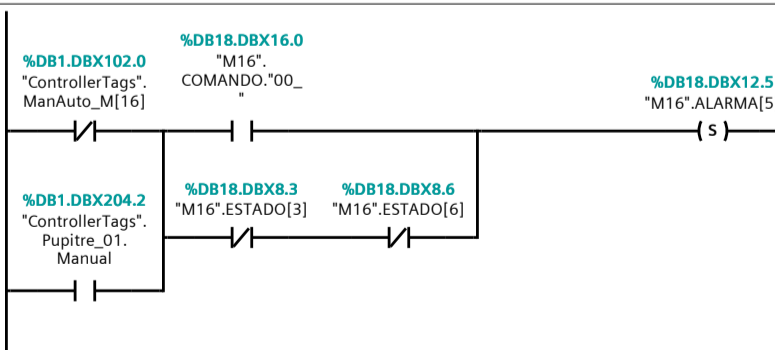 %DB18.DBX16.0
"M16".
COMANDO."00_
"
%DB1.DBX102.0
"ControllerTags".
ManAuto_M[16]
%DB18.DBX12.5
"M16".ALARMA[5
( S )
%DB1.DBX204.2
"ControllerTags".
Pupitre_01.
Manual
%DB18.DBX8.3
"M16".ESTADO[3]
%DB18.DBX8.6
"M16".ESTADO[6]